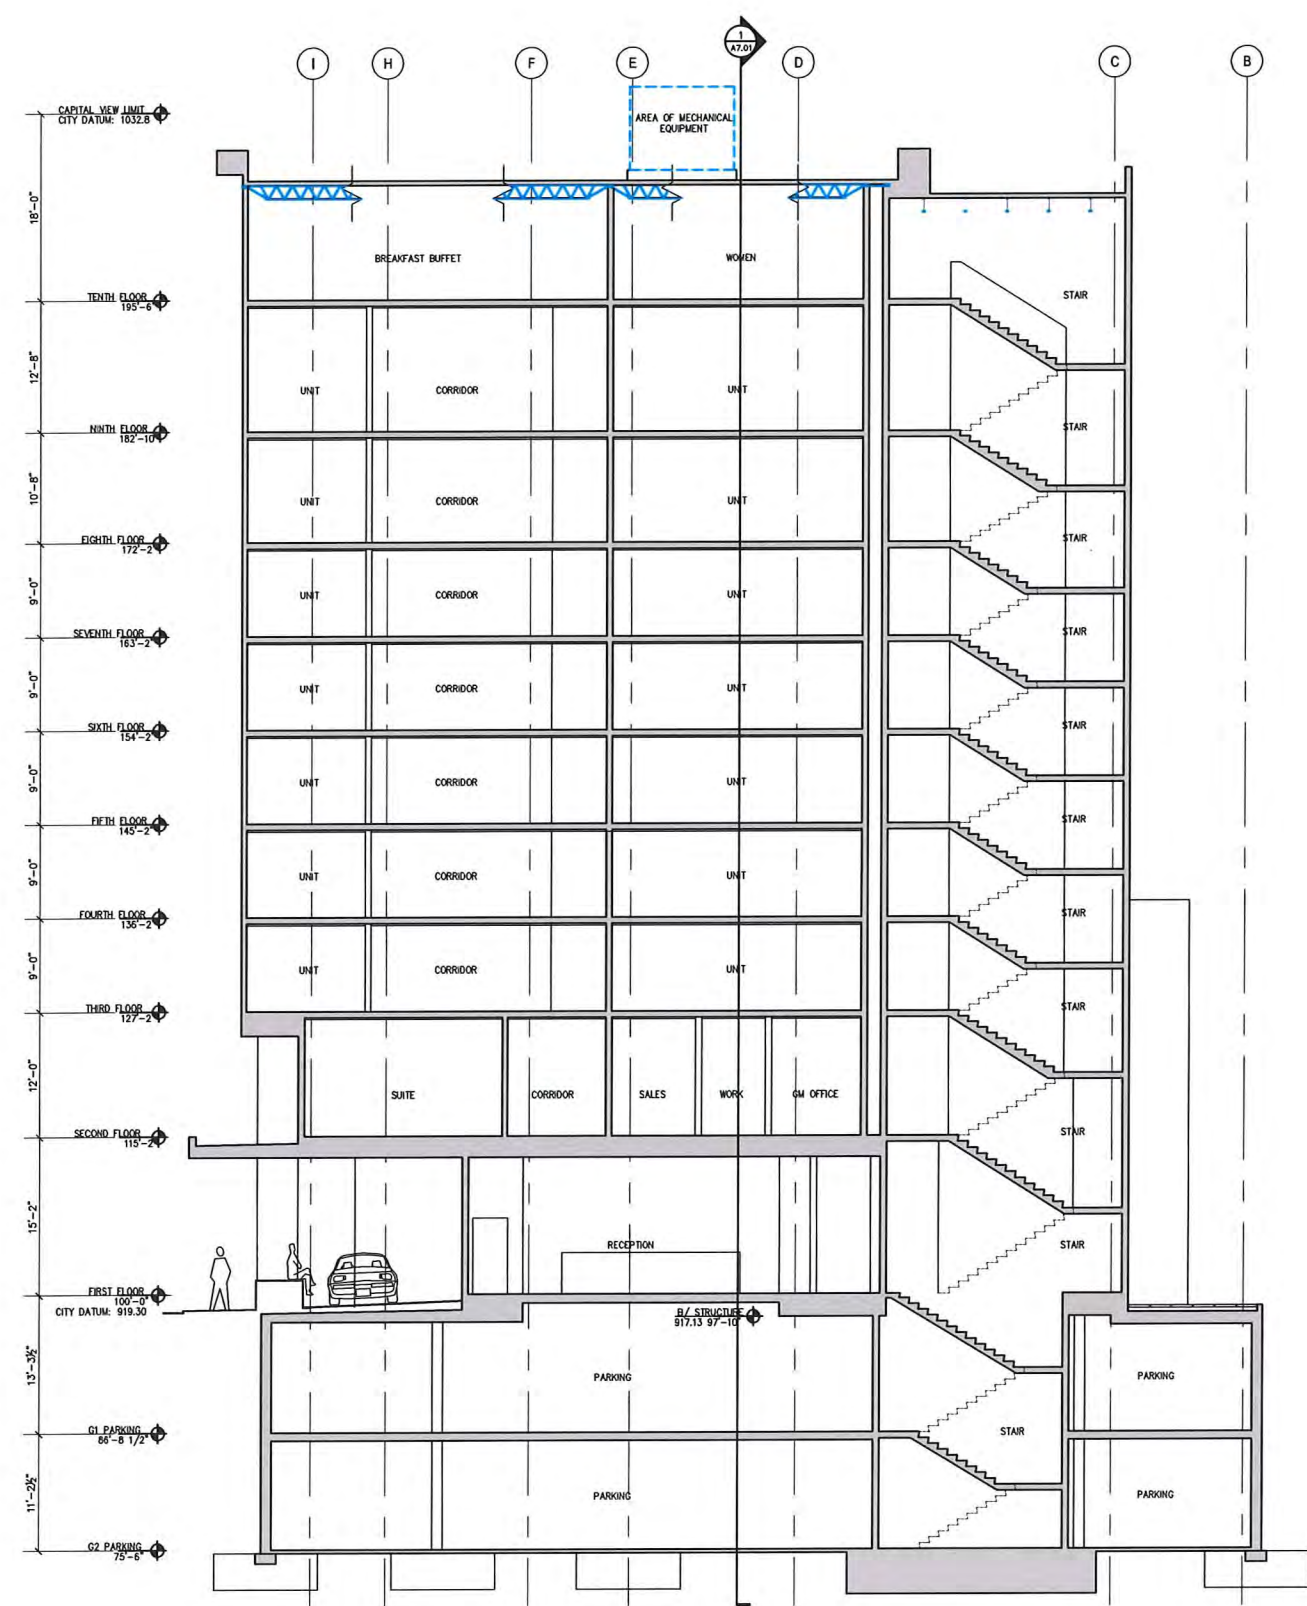 1
A7.01
I
H
F
E
D
C
B
CAPITAL VIEW LIMIT
CITY DATUM: 1032.8
AREA OF MECHANICAL
EQUIPMENT
18'-0"
BREAKFAST BUFFET
WOMEN
STAIR
TENTH FLOOR
195'-6"
12'-8"
UNIT
CORRIDOR
UNIT
STAIR
NINTH FLOOR
182'-10"
10'-8"
UNIT
CORRIDOR
UNIT
STAIR
EIGHTH FLOOR
172'-2"
9'-0"
UNIT
CORRIDOR
UNIT
STAIR
SEVENTH FLOOR
163'-2"
9'-0"
UNIT
CORRIDOR
UNIT
STAIR
SIXTH FLOOR
154'-2"
9'-0"
UNIT
CORRIDOR
UNIT
STAIR
FIFTH FLOOR
145'-2"
9'-0"
UNIT
CORRIDOR
UNIT
STAIR
FOURTH FLOOR
136'-2"
9'-0"
UNIT
CORRIDOR
UNIT
STAIR
THIRD FLOOR
127'-2"
12'-0"
SUITE
CORRIDOR
SALES
WORK
GM OFFICE
STAIR
SECOND FLOOR
115'-2"
15'-2"
RECEPTION
STAIR
FIRST FLOOR
100'-0"
CITY DATUM: 919.30
B/ STRUCTURE
917.13 97'-10"
13'-3½"
PARKING
PARKING
G1 PARKING
86'-8 1/2"
STAIR
11'-2½"
PARKING
PARKING
G2 PARKING
75'-6"